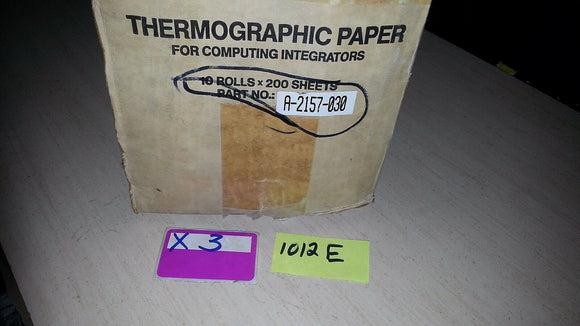 THERMOGRAPHIC PAPER
FOR COMPUTING INTEGRATORS
10 ROLLS x 200 SHEETS
PART NO.: A-2157-030
X 3
1012 E